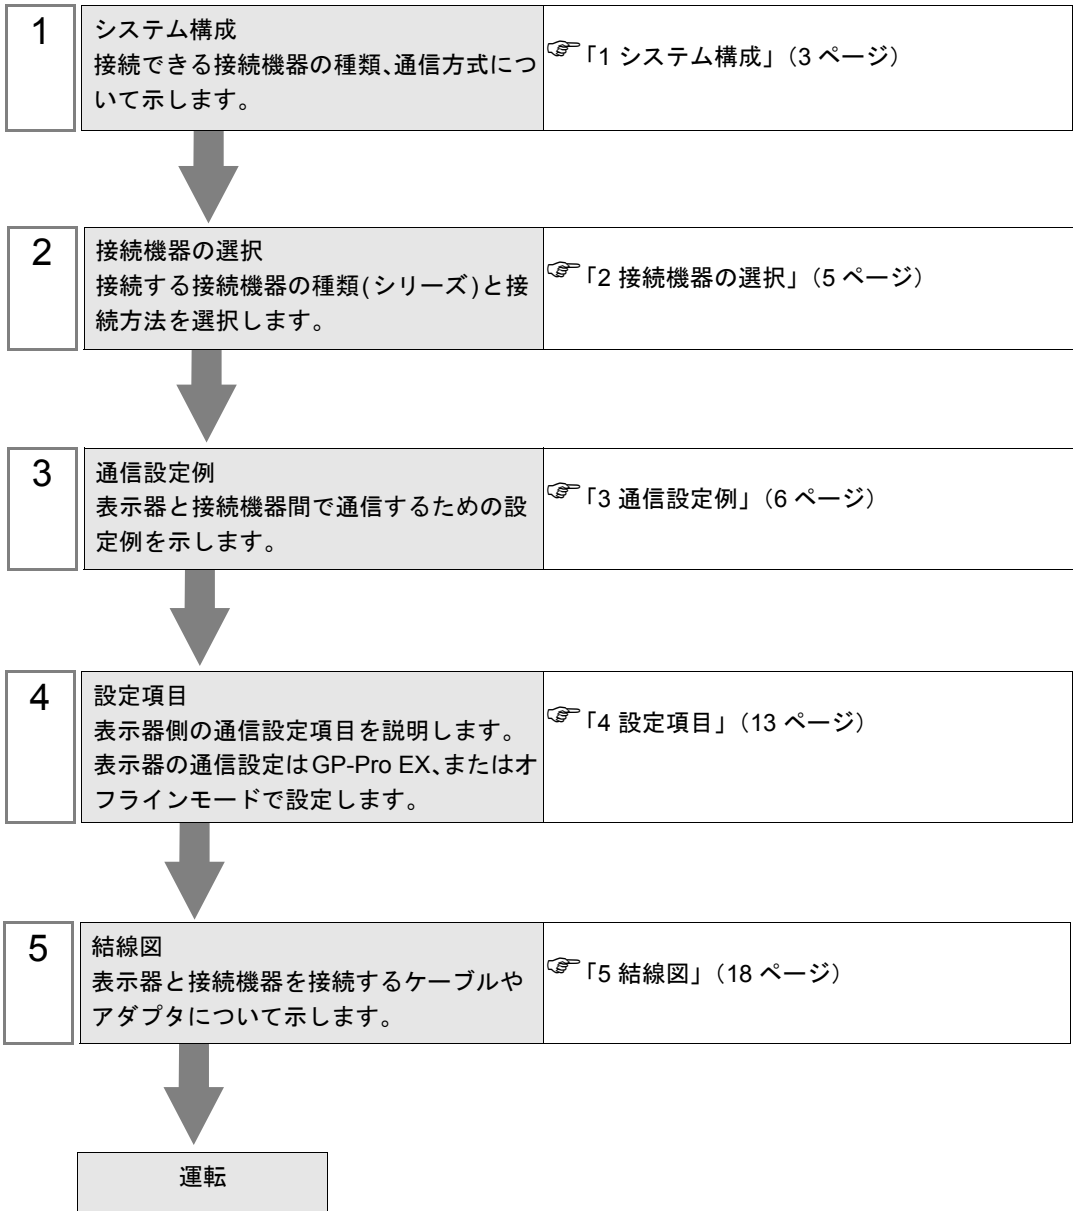 1
システム構成
接続できる接続機器の種類、通信方式につ
いて示します。
☞「1 システム構成」（3 ページ）
2
接続機器の選択
接続する接続機器の種類(シリーズ)と接
続方法を選択します。
☞「2 接続機器の選択」（5 ページ）
3
通信設定例
表示器と接続機器間で通信するための設
定例を示します。
☞「3 通信設定例」（6 ページ）
4
設定項目
表示器側の通信設定項目を説明します。
表示器の通信設定はGP-Pro EX、またはオ
フラインモードで設定します。
☞「4 設定項目」（13 ページ）
5
結線図
表示器と接続機器を接続するケーブルや
アダプタについて示します。
☞「5 結線図」（18 ページ）
運転